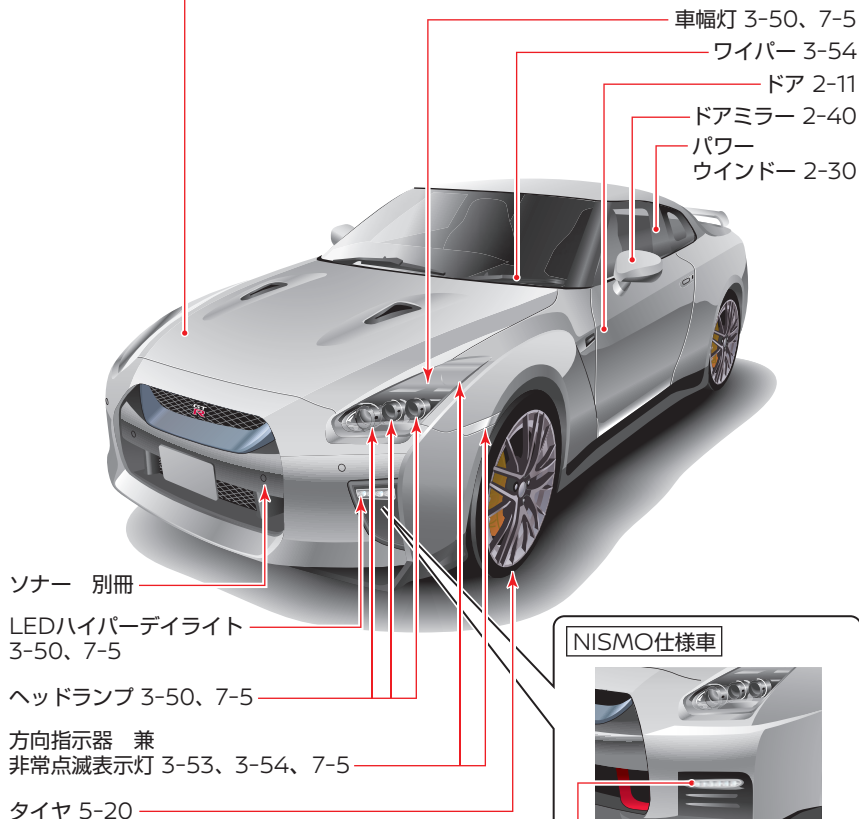 車幅灯 3-50、7-5
ワイパー 3-54
ドア 2-11
ドアミラー 2-40
パワー
ウインドー 2-30
ソナー　別冊
LEDハイパーデイライト
3-50、7-5
ヘッドランプ 3-50、7-5
方向指示器　兼
非常点滅表示灯 3-53、3-54、7-5
タイヤ 5-20
NISMO仕様車